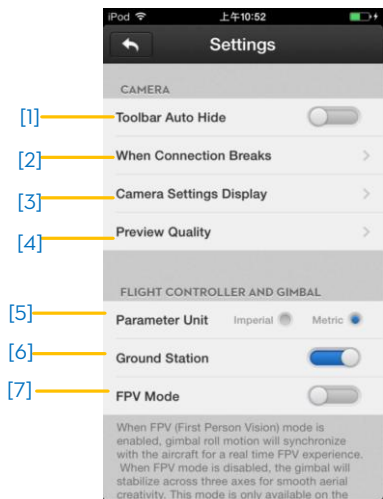 iPod 上午10:52
Settings
CAMERA
[1] Toolbar Auto Hide
[2] When Connection Breaks
[3] Camera Settings Display
[4] Preview Quality
FLIGHT CONTROLLER AND GIMBAL
[5] Parameter Unit Imperial Metric
[6] Ground Station
[7] FPV Mode
When FPV (First Person Vision) mode is
enabled, gimbal roll motion will synchronize
with the aircraft for a real time FPV experience.
When FPV mode is disabled, the gimbal will
stabilize across three axes for smooth aerial
creativity. This mode is only available on the